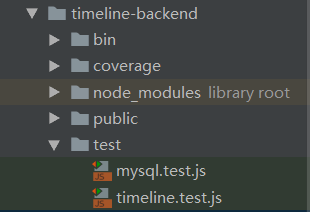 timeline-backend
bin
coverage
node_modules library root
public
test
mysql.test.js
timeline.test.js